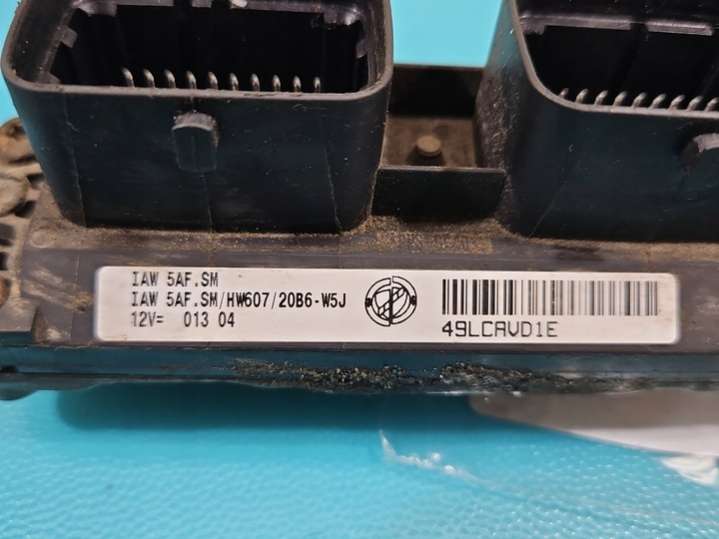 IAW 5AF.SM
IAW 5AF.SM/HW607/20B6-W5J
12V= 013 04
49LCAVD1E